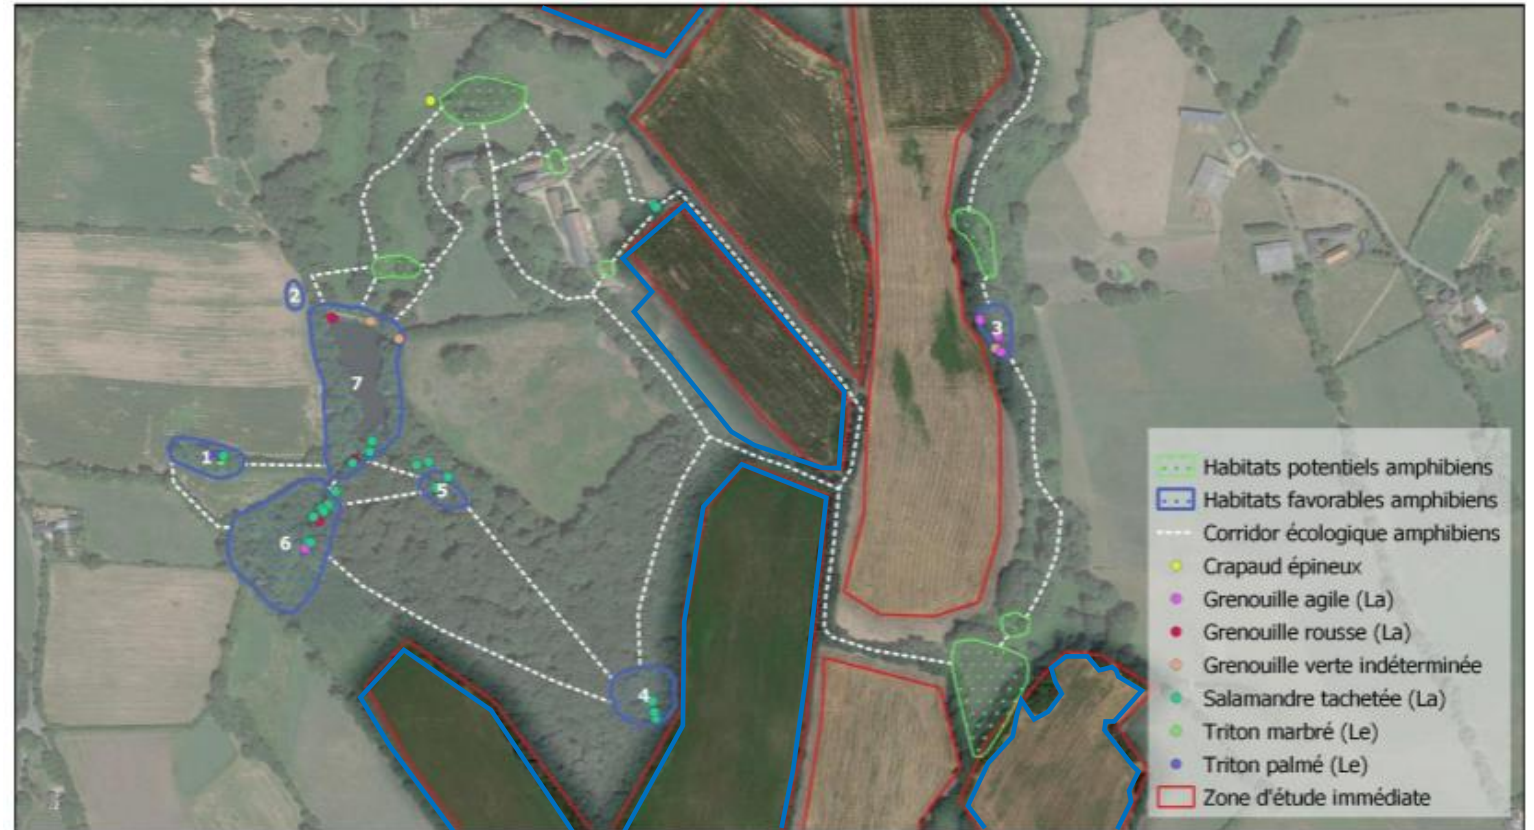 2
3
7
1
5
6
4
Habitats potentiels amphibiens
Habitats favorables amphibiens
Corridor écologique amphibiens
Crapaud épineux
Grenouille agile (La)
Grenouille rousse (La)
Grenouille verte indéterminée
Salamandre tachetée (La)
Triton marbré (Le)
Triton palmé (Le)
Zone d'étude immédiate